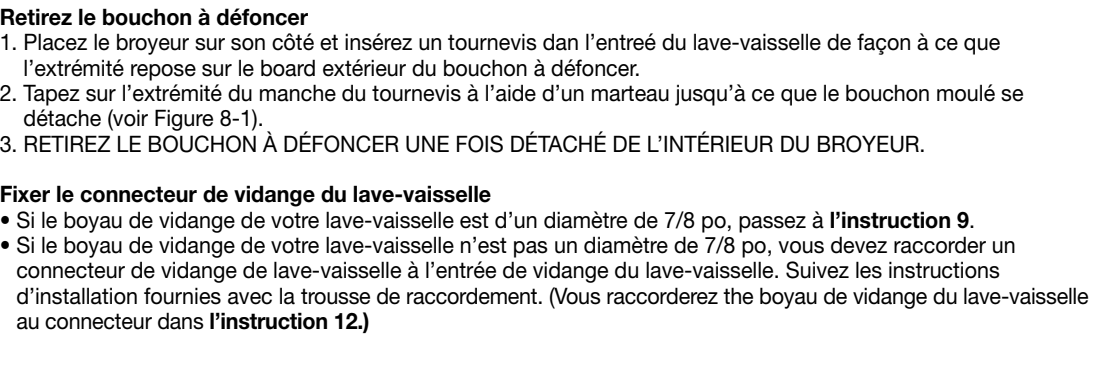 Retirez le bouchon à défoncer
1. Placez le broyeur sur son côté et insérez un tournevis dan l’entreé du lave-vaisselle de façon à ce que
l’extrémité repose sur le board extérieur du bouchon à défoncer.
2. Tapez sur l’extrémité du manche du tournevis à l’aide d’un marteau jusqu’à ce que le bouchon moulé se
détache (voir Figure 8-1).
3. RETIREZ LE BOUCHON À DÉFONCER UNE FOIS DÉTACHÉ DE L’INTÉRIEUR DU BROYEUR.
Fixer le connecteur de vidange du lave-vaisselle
• Si le boyau de vidange de votre lave-vaisselle est d’un diamètre de 7/8 po, passez à l’instruction 9.
• Si le boyau de vidange de votre lave-vaisselle n’est pas un diamètre de 7/8 po, vous devez raccorder un
connecteur de vidange de lave-vaisselle à l’entrée de vidange du lave-vaisselle. Suivez les instructions
d’installation fournies avec la trousse de raccordement. (Vous raccorderez the boyau de vidange du lave-vaisselle
au connecteur dans l’instruction 12.)